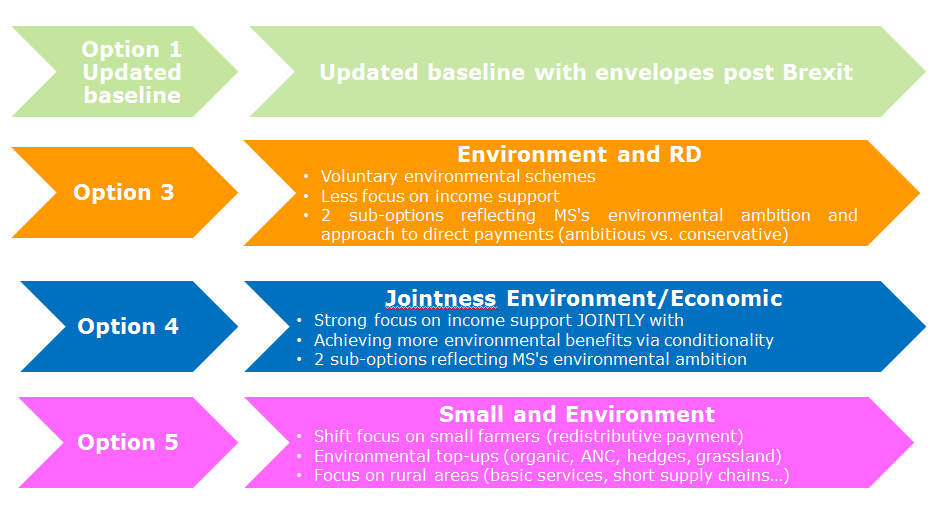 Option 1
Updated
baseline
Updated baseline with envelopes post Brexit
Option 3
Environment and RD
• Voluntary environmental schemes
• Less focus on income support
• 2 sub-options reflecting MS's environmental ambition and
approach to direct payments (ambitious vs. conservative)
Option 4
Jointness Environment/Economic
• Strong focus on income support JOINTLY with
• Achieving more environmental benefits via conditionality
• 2 sub-options reflecting MS's environmental ambition
Option 5
Small and Environment
• Shift focus on small farmers (redistributive payment)
• Environmental top-ups (organic, ANC, hedges, grassland)
• Focus on rural areas (basic services, short supply chains…)